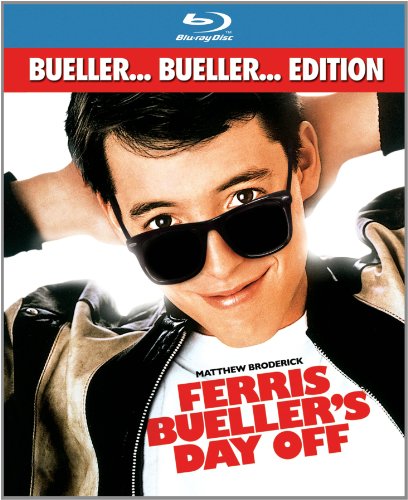 Blu-ray Disc
BUELLER... BUELLER... EDITION
MATTHEW BRODERICK
FERRIS
BUELLER'S
DAY OFF